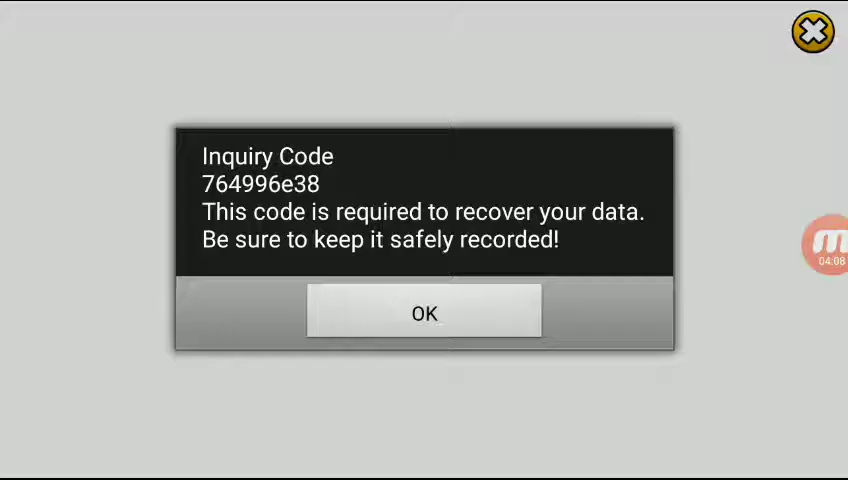 Inquiry Code
764996e38
This code is required to recover your data.
Be sure to keep it safely recorded!
OK
04:08